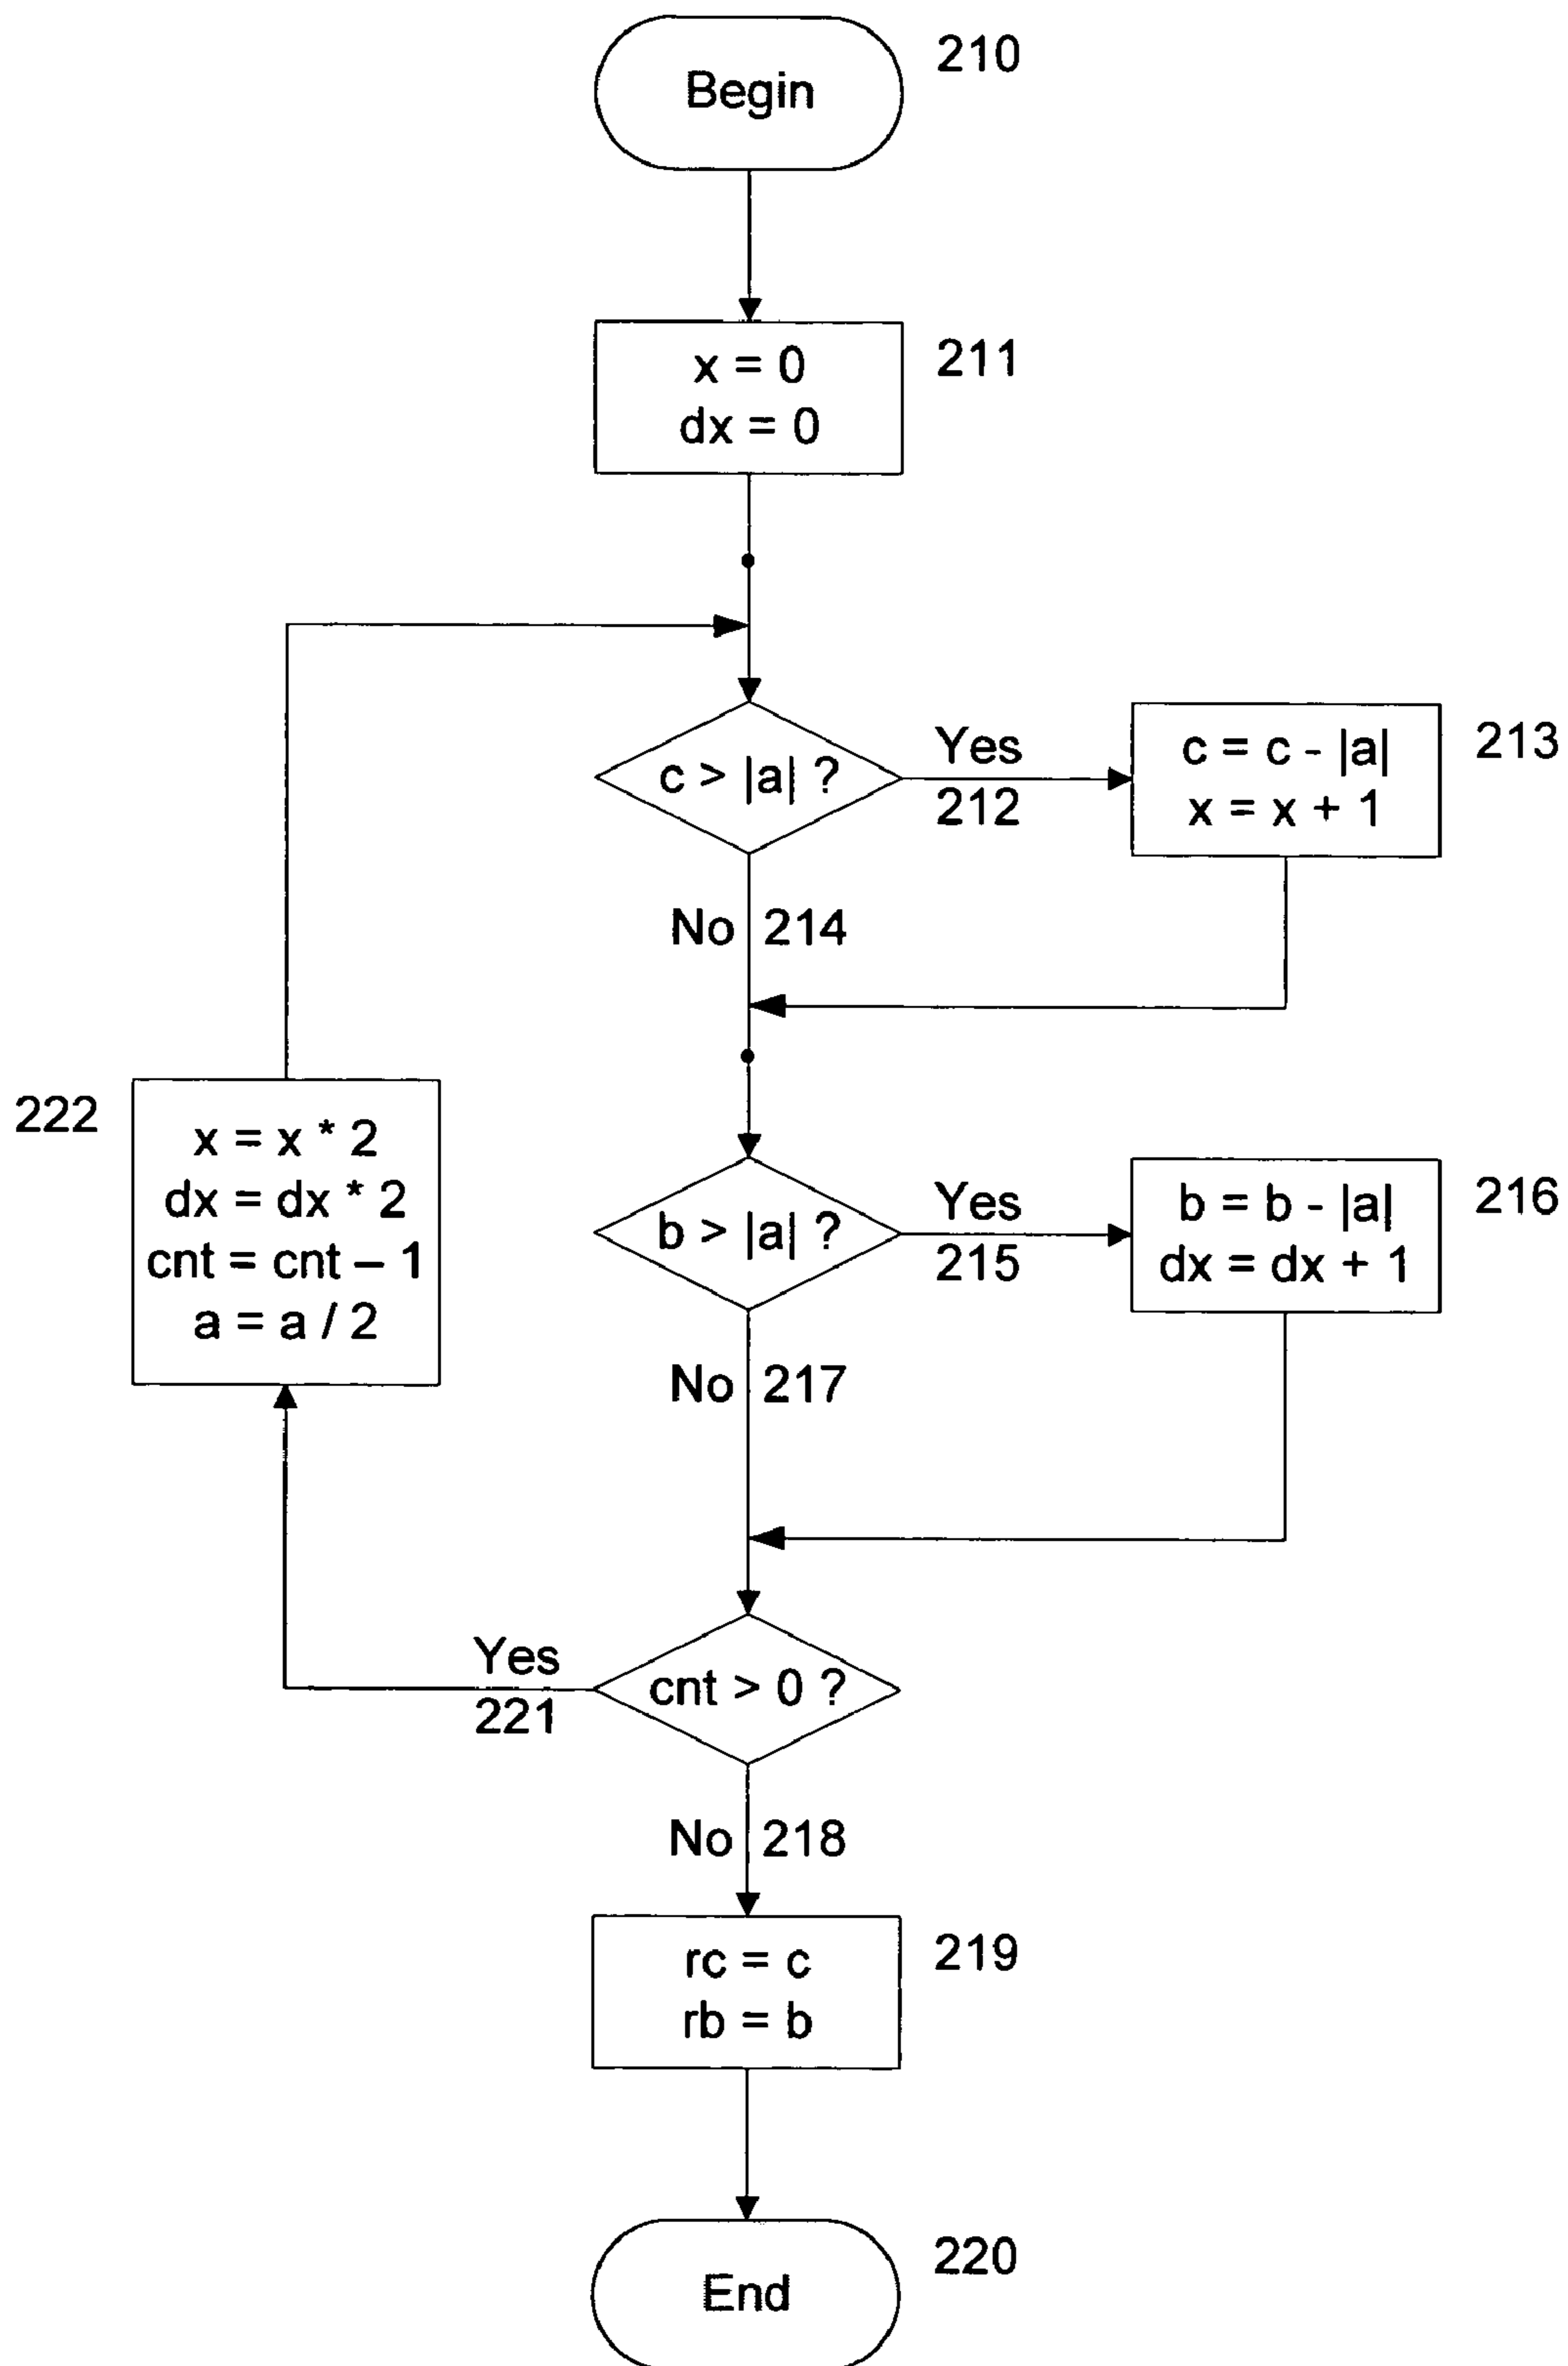 210
Begin
211
x = 0
dx = 0
c > |a| ?
Yes
212
213
c = c - |a|
x = x + 1
No 214
222
x = x * 2
dx = dx * 2
cnt = cnt – 1
a = a / 2
b > |a| ?
Yes
215
216
b = b - |a|
dx = dx + 1
No 217
cnt > 0 ?
Yes
221
No 218
219
rc = c
rb = b
220
End